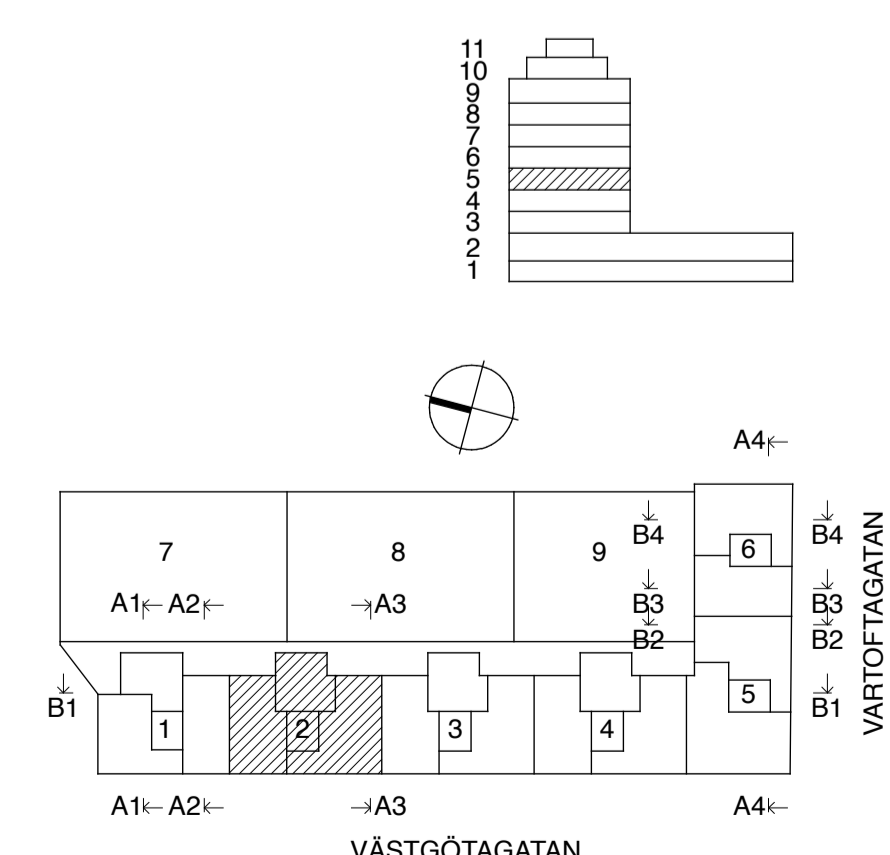 11
10
9
8
7
6
5
4
3
2
1
A4
7
8
9
B4
6
B4
A1 A2
A3
B3
B3
B2
B2
VARTOFTAGATAN
B1
1
2
3
4
5
B1
A1 A2
A3
A4
VÄSTGÖTAGATAN